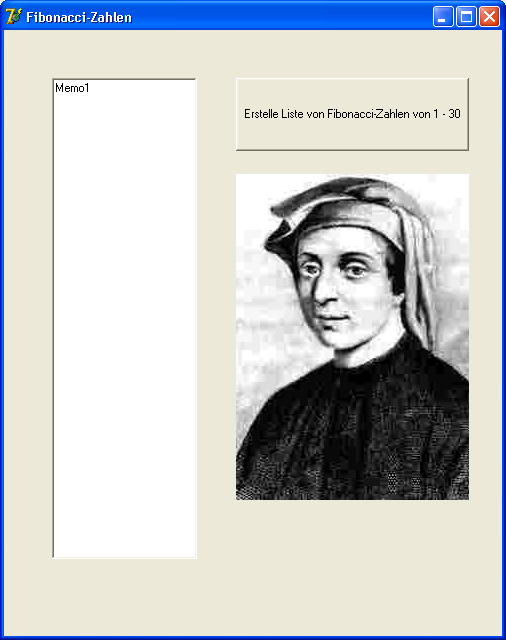 Fibonacci-Zahlen
Memo1
Erstelle Liste von Fibonacci-Zahlen von 1 - 30